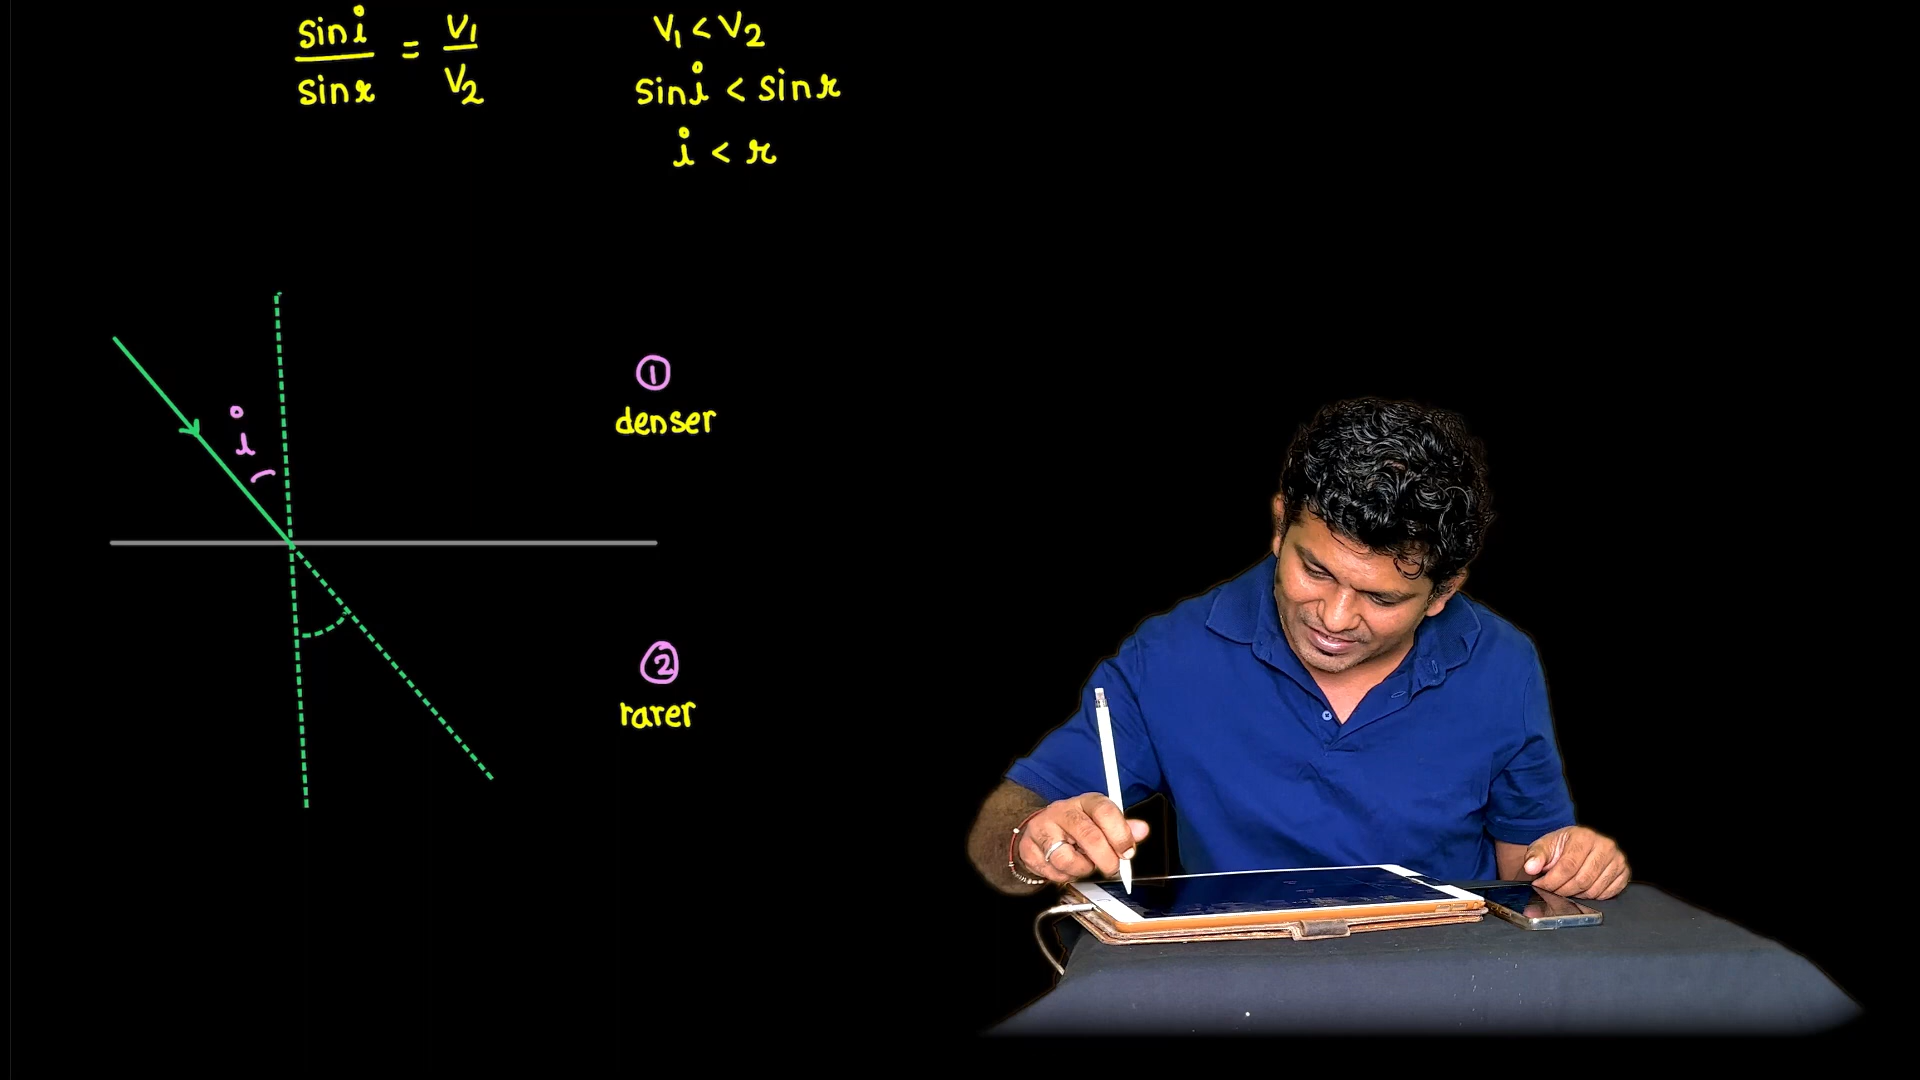 sin i / sin r = V1 / V2
V1 < V2
sin i < sin r
i < r
i
1
denser
2
rarer